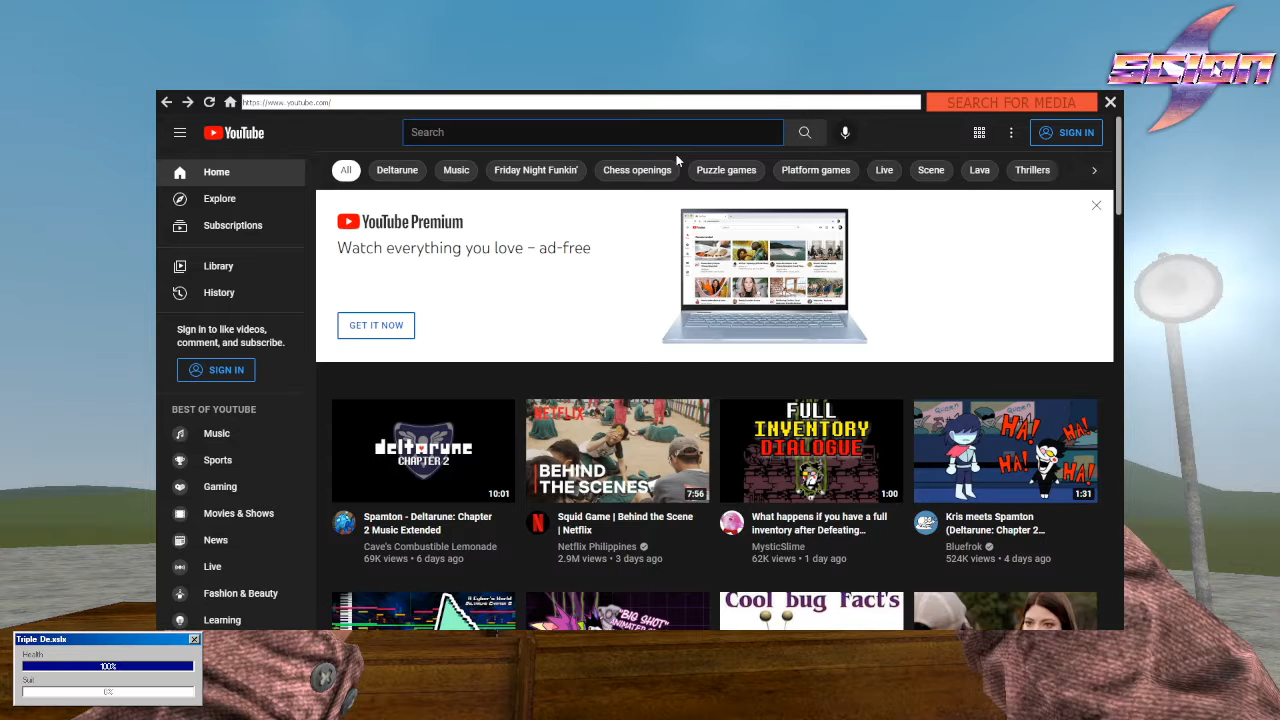 SCION
https://www.youtube.com/
SEARCH FOR MEDIA
YouTube
Search
SIGN IN
Home
Explore
Subscriptions
Library
History
Sign in to like videos,
comment, and subscribe.
SIGN IN
BEST OF YOUTUBE
Music
Sports
Gaming
Movies & Shows
News
Live
Fashion & Beauty
Learning
All
Deltarune
Music
Friday Night Funkin'
Chess openings
Puzzle games
Platform games
Live
Scene
Lava
Thrillers
YouTube Premium
Watch everything you love – ad-free
GET IT NOW
deltarune
CHAPTER 2
10:01
Spamton - Deltarune: Chapter
2 Music Extended
Cave's Combustible Lemonade
69K views • 6 days ago
NETFLIX
BEHIND
THE SCENES
7:56
Squid Game | Behind the Scene
| Netflix
Netflix Philippines
2.9M views • 3 days ago
FULL
INVENTORY
DIALOGUE
1:00
What happens if you have a full
inventory after Defeating…
MysticSlime
62K views • 1 day ago
HA!
HA!
HA!
HA!
1:31
Kris meets Spamton
(Deltarune: Chapter 2…
Bluefrok
524K views • 4 days ago
A Cyber's World
"BIG SHOT"
Cool bug Fact's
Triple De.xsls
Health
100%
Suit
0%